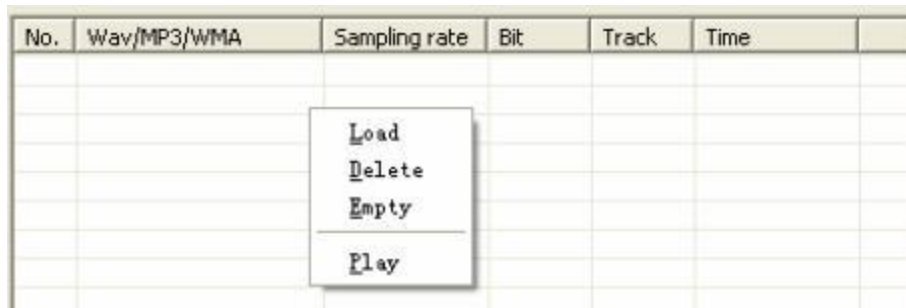 No. Wav/MP3/WMA Sampling rate Bit Track Time
Load
Delete
Empty
Play